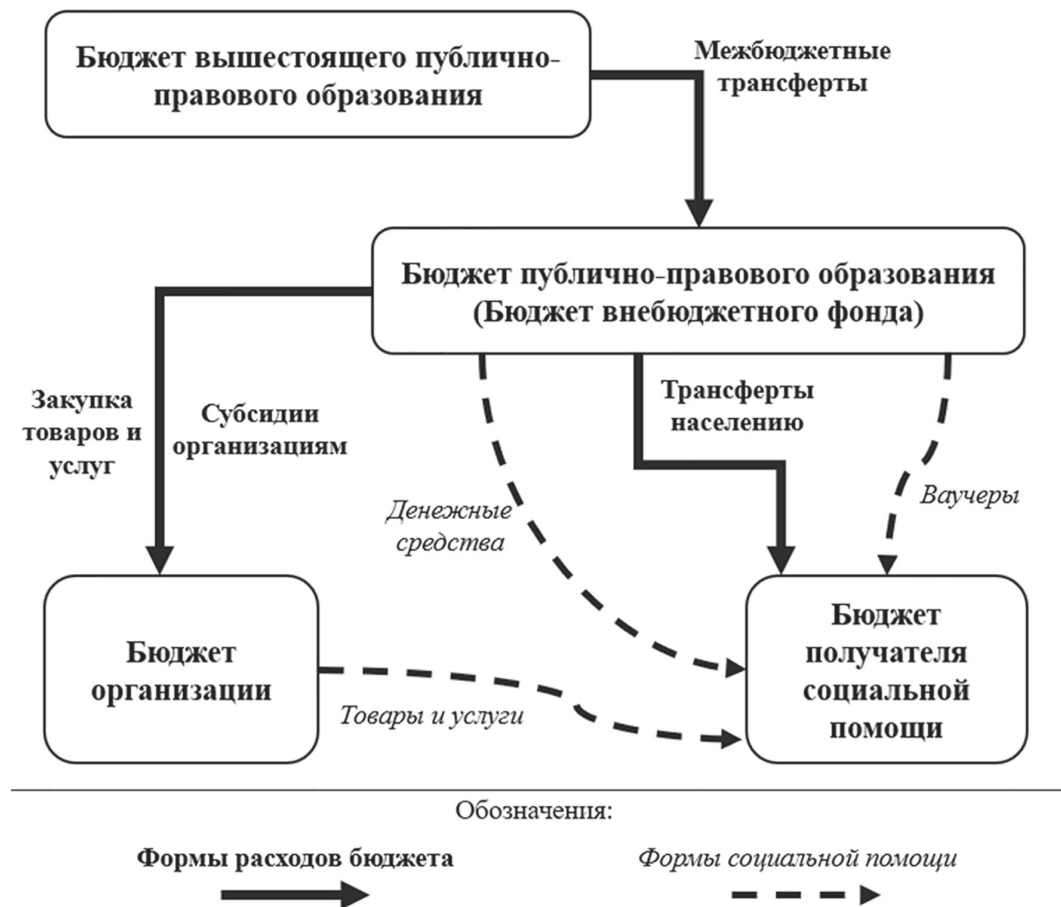 Бюджет вышестоящего публично-
правового образования
Межбюджетные
трансферты
Бюджет публично-правового образования
(Бюджет внебюджетного фонда)
Закупка
товаров и
услуг
Субсидии
организациям
Трансферты
населению
Денежные
средства
Ваучеры
Бюджет
организации
Товары и услуги
Бюджет
получателя
социальной
помощи
Обозначения:
Формы расходов бюджета
Формы социальной помощи